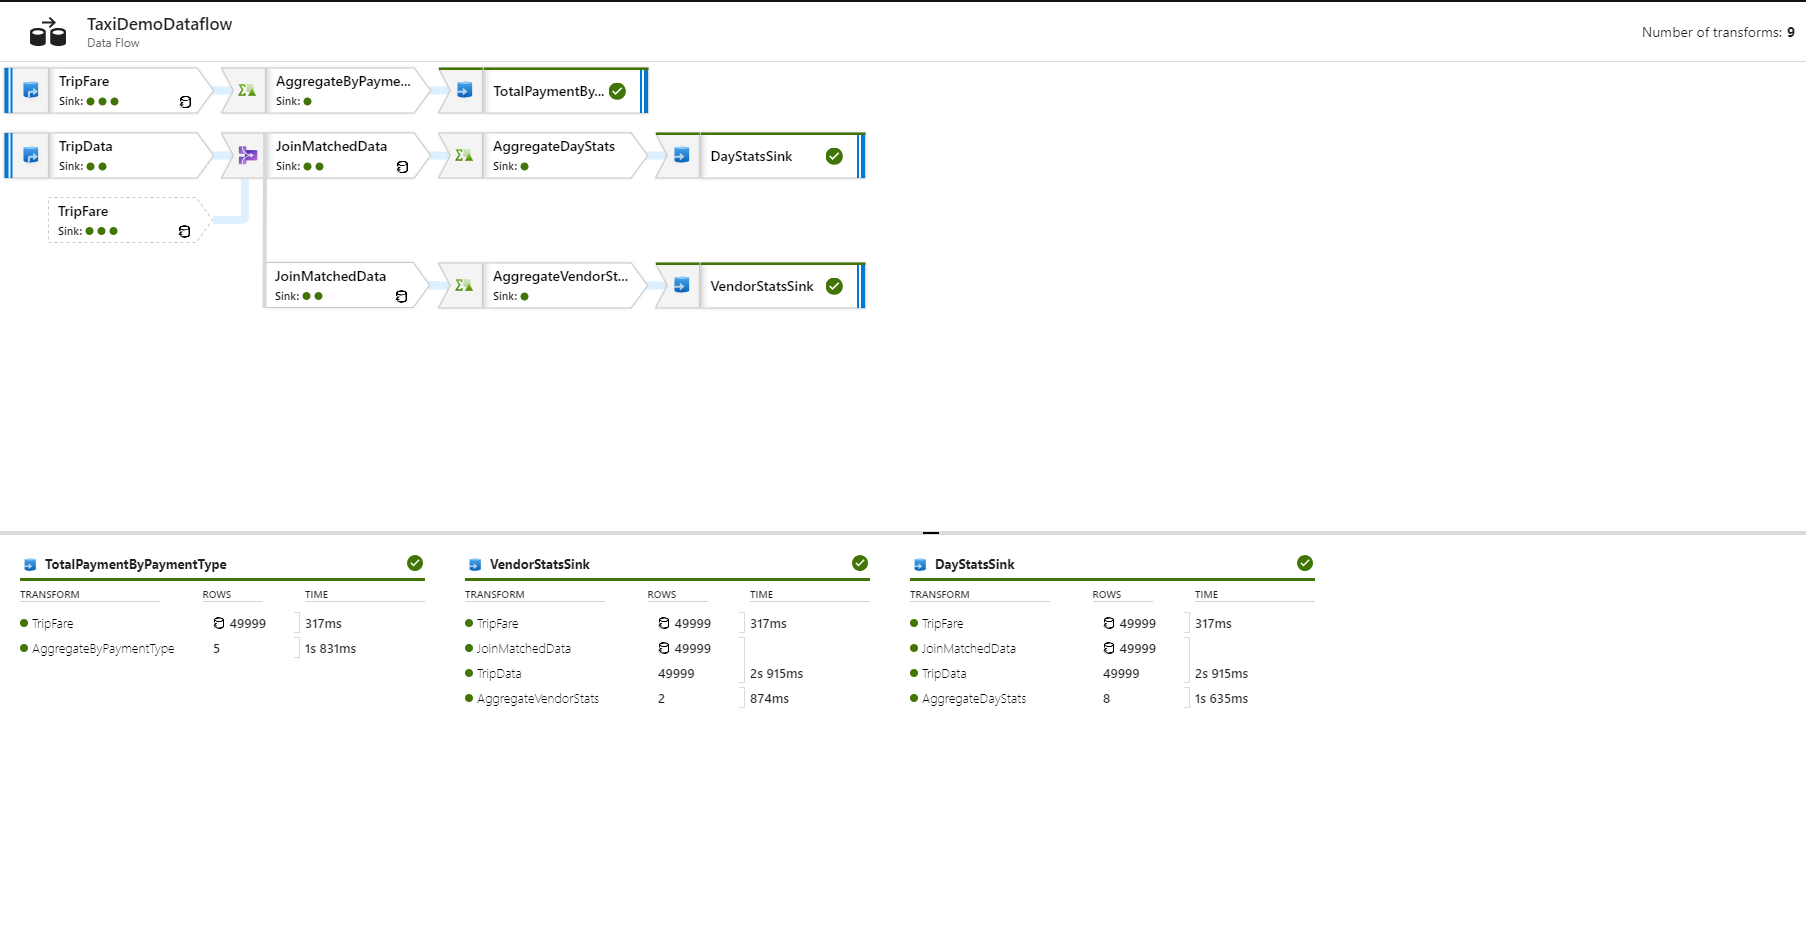 TaxiDemoDataflow
Data Flow
Number of transforms: 9
TripFare
Sink:
AggregateByPayme...
Sink:
TotalPaymentBy...
TripData
Sink:
JoinMatchedData
Sink:
AggregateDayStats
Sink:
DayStatsSink
TripFare
Sink:
JoinMatchedData
Sink:
AggregateVendorSt...
Sink:
VendorStatsSink
TotalPaymentByPaymentType
TRANSFORM ROWS TIME
TripFare 49999 317ms
AggregateByPaymentType 5 1s 831ms
VendorStatsSink
TRANSFORM ROWS TIME
TripFare 49999 317ms
JoinMatchedData 49999
TripData 49999 2s 915ms
AggregateVendorStats 2 874ms
DayStatsSink
TRANSFORM ROWS TIME
TripFare 49999 317ms
JoinMatchedData 49999
TripData 49999 2s 915ms
AggregateDayStats 8 1s 635ms